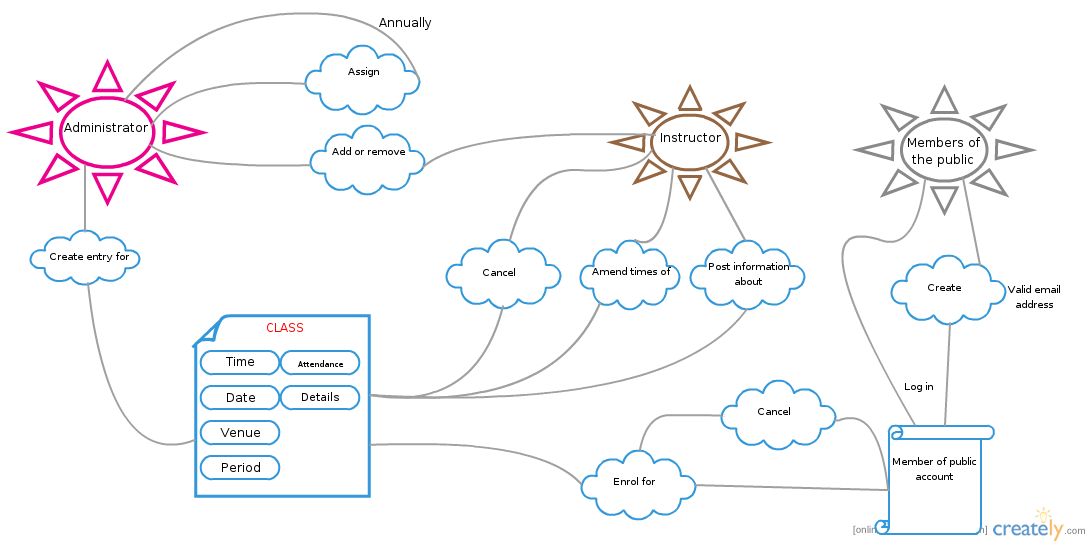 Annually
Assign
Administrator
Add or remove
Instructor
Members of
the public
Create entry for
Cancel
Amend times of
Post information
about
Create
Valid email
address
CLASS
Time
Attendance
Date
Details
Venue
Period
Log in
Cancel
Enrol for
Member of public
account
creately.com